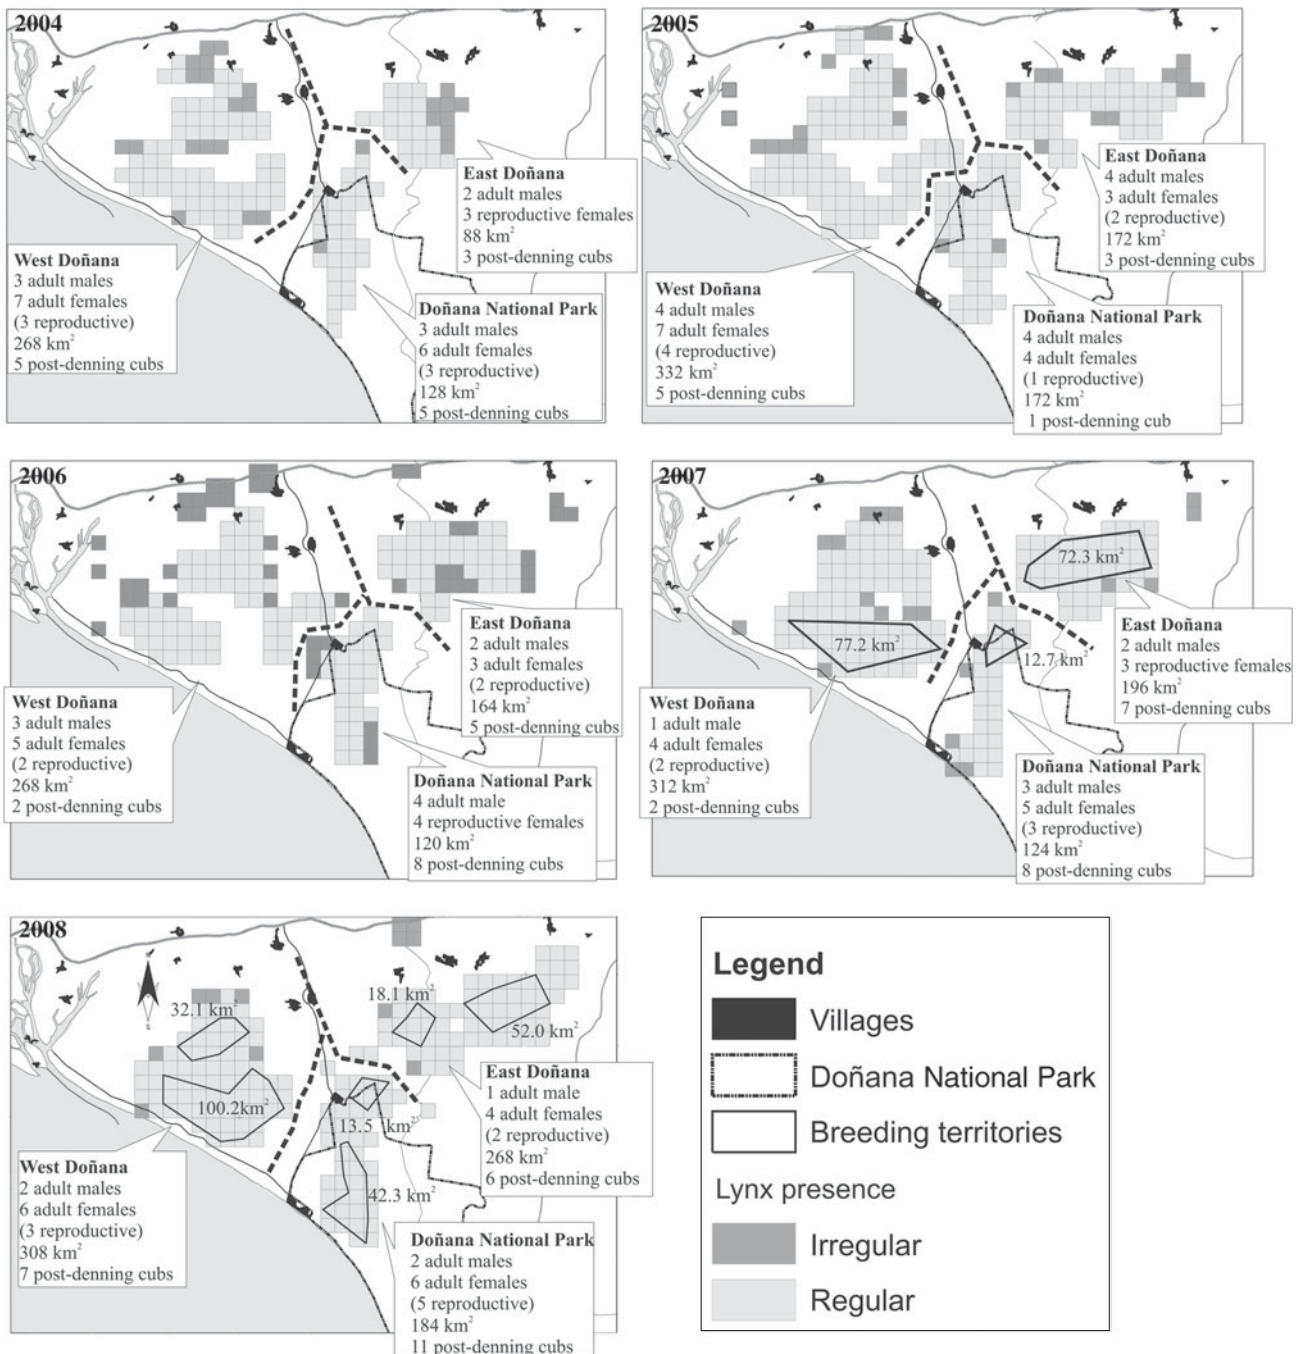 2004
East Doñana
2 adult males
3 reproductive females
88 km²
3 post-denning cubs
West Doñana
3 adult males
7 adult females
(3 reproductive)
268 km²
5 post-denning cubs
Doñana National Park
3 adult males
6 adult females
(3 reproductive)
128 km²
5 post-denning cubs
2005
East Doñana
4 adult males
3 adult females
(2 reproductive)
172 km²
3 post-denning cubs
West Doñana
4 adult males
7 adult females
(4 reproductive)
332 km²
5 post-denning cubs
Doñana National Park
4 adult males
4 adult females
(1 reproductive)
172 km²
1 post-denning cub
2006
East Doñana
2 adult males
3 adult females
(2 reproductive)
164 km²
5 post-denning cubs
West Doñana
3 adult males
5 adult females
(2 reproductive)
268 km²
2 post-denning cubs
Doñana National Park
4 adult male
4 reproductive females
120 km²
8 post-denning cubs
2007
72.3 km²
77.2 km²
12.7 km²
East Doñana
2 adult males
3 reproductive females
196 km²
7 post-denning cubs
West Doñana
1 adult male
4 adult females
(2 reproductive)
312 km²
2 post-denning cubs
Doñana National Park
3 adult males
5 adult females
(3 reproductive)
124 km²
8 post-denning cubs
2008
N
S
32.1 km²
18.1 km²
52.0 km²
100.2km²
13.5 km²
42.3 km²
East Doñana
1 adult male
4 adult females
(2 reproductive)
268 km²
6 post-denning cubs
West Doñana
2 adult males
6 adult females
(3 reproductive)
308 km²
7 post-denning cubs
Doñana National Park
2 adult males
6 adult females
(5 reproductive)
184 km²
11 post-denning cubs
Legend
Villages
Doñana National Park
Breeding territories
Lynx presence
Irregular
Regular